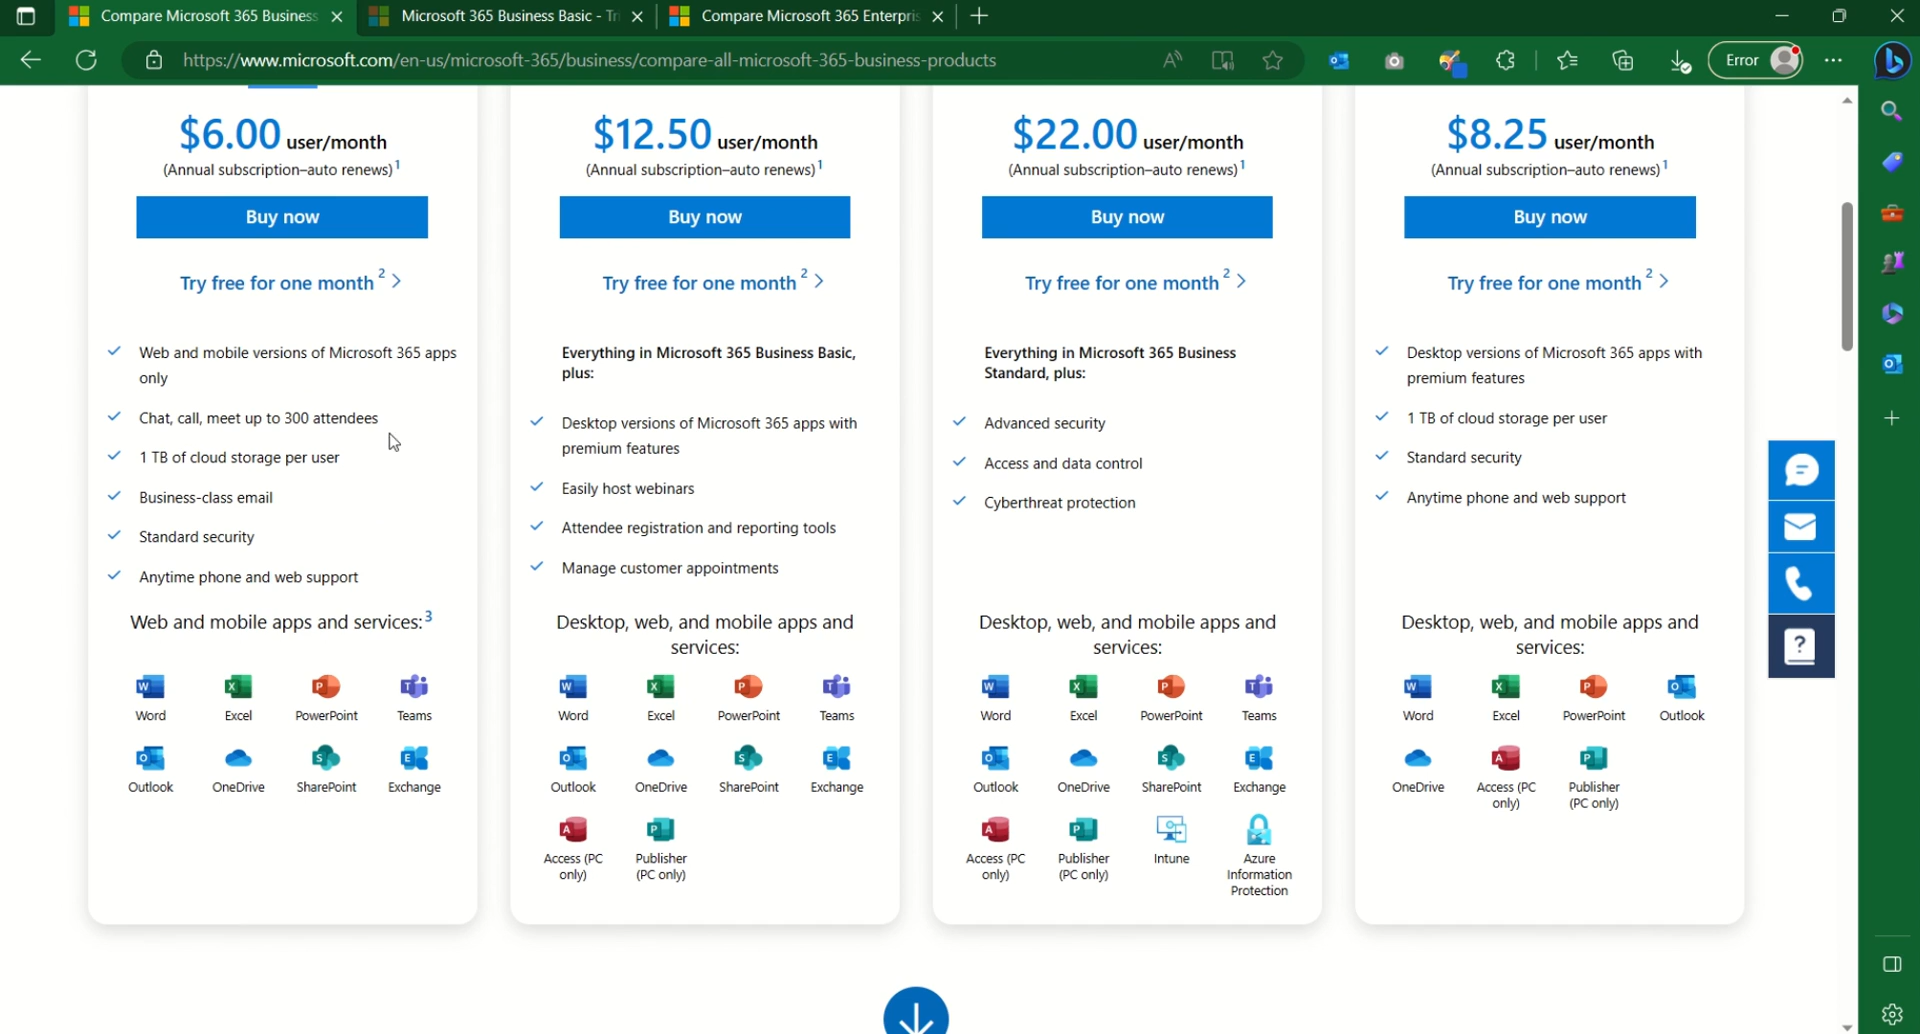 Compare Microsoft 365 Business
Microsoft 365 Business Basic - Tr
Compare Microsoft 365 Enterpris
https://www.microsoft.com/en-us/microsoft-365/business/compare-all-microsoft-365-business-products
Error
$6.00 user/month
(Annual subscription–auto renews)1
Buy now
Try free for one month 2
Web and mobile versions of Microsoft 365 apps
only
Chat, call, meet up to 300 attendees
1 TB of cloud storage per user
Business-class email
Standard security
Anytime phone and web support
Web and mobile apps and services:3
Word Excel PowerPoint Teams
Outlook OneDrive SharePoint Exchange
$12.50 user/month
(Annual subscription–auto renews)1
Buy now
Try free for one month 2
Everything in Microsoft 365 Business Basic,
plus:
Desktop versions of Microsoft 365 apps with
premium features
Easily host webinars
Attendee registration and reporting tools
Manage customer appointments
Desktop, web, and mobile apps and
services:
Word Excel PowerPoint Teams
Outlook OneDrive SharePoint Exchange
Access (PC only) Publisher (PC only)
$22.00 user/month
(Annual subscription–auto renews)1
Buy now
Try free for one month 2
Everything in Microsoft 365 Business
Standard, plus:
Advanced security
Access and data control
Cyberthreat protection
Desktop, web, and mobile apps and
services:
Word Excel PowerPoint Teams
Outlook OneDrive SharePoint Exchange
Access (PC only) Publisher (PC only) Intune Azure Information Protection
$8.25 user/month
(Annual subscription–auto renews)1
Buy now
Try free for one month 2
Desktop versions of Microsoft 365 apps with
premium features
1 TB of cloud storage per user
Standard security
Anytime phone and web support
Desktop, web, and mobile apps and
services:
Word Excel PowerPoint Outlook
OneDrive Access (PC only) Publisher (PC only)